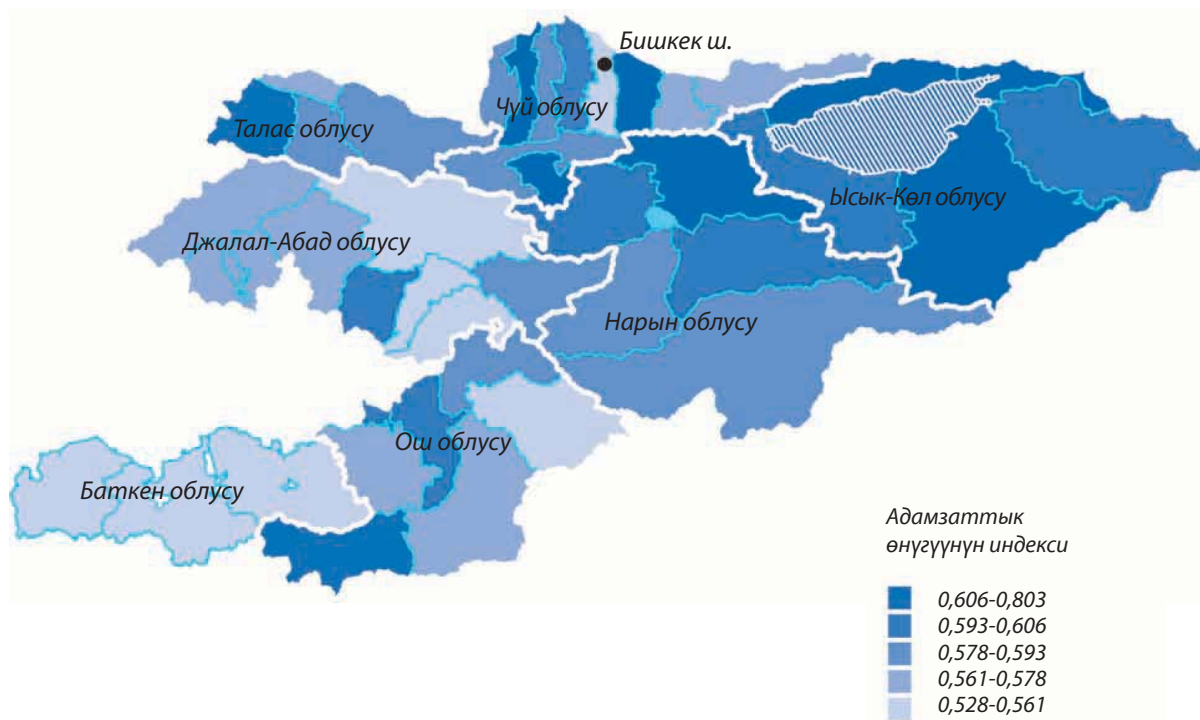 Бишкек ш.
Чүй облусу
Талас облусу
Ысык-Көл облусу
Джалал-Абад облусу
Нарын облусу
Ош облусу
Баткен облусу
Адамзаттык
өнүгүүнүн индекси
0,606-0,803
0,593-0,606
0,578-0,593
0,561-0,578
0,528-0,561